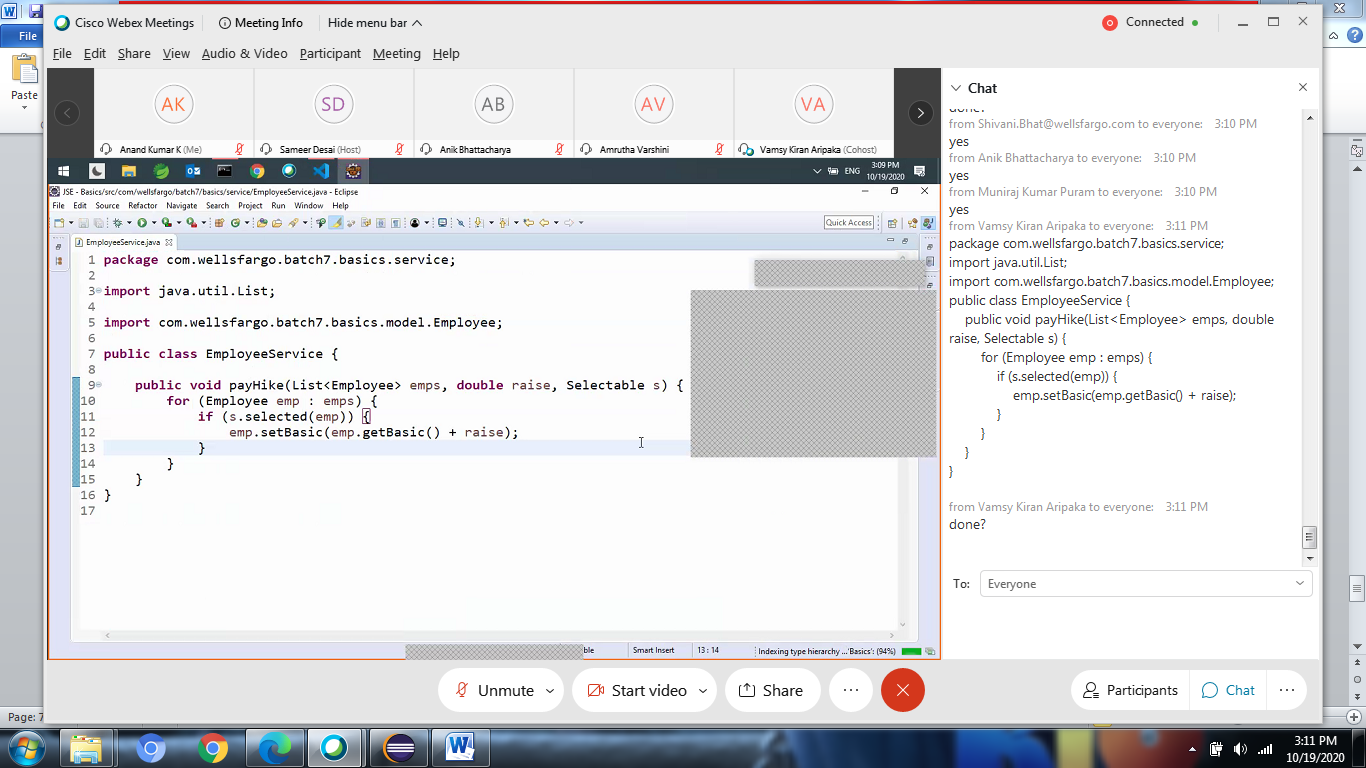 File
Paste
Page: 7
Cisco Webex Meetings
Meeting Info
Hide menu bar
Connected
File Edit Share View Audio & Video Participant Meeting Help
AK
SD
AB
AV
VA
Anand Kumar K (Me)
Sameer Desai (Host)
Anik Bhattacharya
Amrutha Varshini
Vamsy Kiran Aripaka (Cohost)
ENG
3:09 PM
10/19/2020
JSE - Basics/src/com/wellsfargo/batch7/basics/service/EmployeeService.java - Eclipse
File Edit Source Refactor Navigate Search Project Run Window Help
Quick Access
EmployeeService.java
1 package com.wellsfargo.batch7.basics.service;
2
3 import java.util.List;
4
5 import com.wellsfargo.batch7.basics.model.Employee;
6
7 public class EmployeeService {
8
9 public void payHike(List<Employee> emps, double raise, Selectable s) {
10 for (Employee emp : emps) {
11 if (s.selected(emp)) {
12 emp.setBasic(emp.getBasic() + raise);
13 }
14 }
15 }
16 }
17
ble
Smart Insert
13 : 14
Indexing type hierarchy ...'Basics': (94%)
Chat
done?
from Shivani.Bhat@wellsfargo.com to everyone: 3:10 PM
yes
from Anik Bhattacharya to everyone: 3:10 PM
yes
from Muniraj Kumar Puram to everyone: 3:10 PM
yes
from Vamsy Kiran Aripaka to everyone: 3:11 PM
package com.wellsfargo.batch7.basics.service;
import java.util.List;
import com.wellsfargo.batch7.basics.model.Employee;
public class EmployeeService {
public void payHike(List<Employee> emps, double
raise, Selectable s) {
for (Employee emp : emps) {
if (s.selected(emp)) {
emp.setBasic(emp.getBasic() + raise);
}
}
}
}
from Vamsy Kiran Aripaka to everyone: 3:11 PM
done?
To: Everyone
Unmute
Start video
Share
Participants
Chat
3:11 PM
10/19/2020